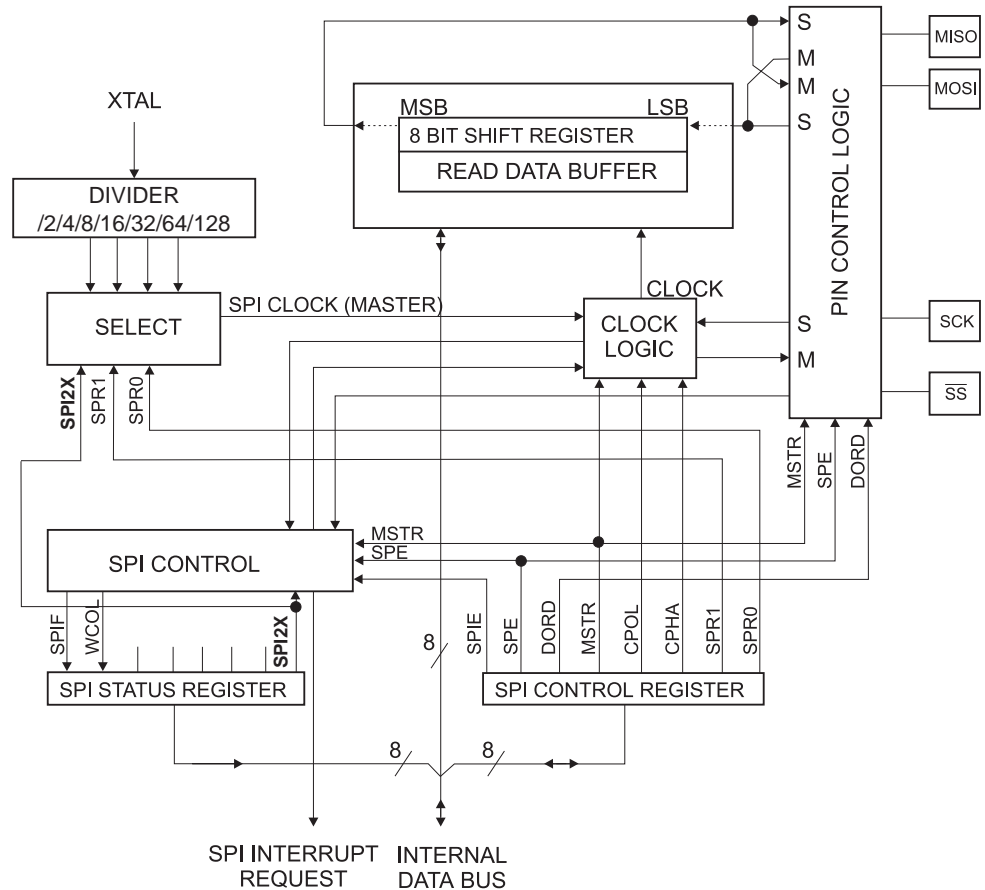 S
MISO
M
XTAL
MSB
LSB
M
MOSI
8 BIT SHIFT REGISTER
S
READ DATA BUFFER
DIVIDER
/2/4/8/16/32/64/128
PIN CONTROL LOGIC
SPI CLOCK (MASTER)
CLOCK
SELECT
CLOCK
LOGIC
S
SCK
M
SPI2X
SPR1
SPR0
SS
MSTR
SPE
DORD
MSTR
SPE
SPI CONTROL
SPIF
WCOL
SPI2X
8
SPIE
SPE
DORD
MSTR
CPOL
CPHA
SPR1
SPR0
SPI STATUS REGISTER
SPI CONTROL REGISTER
8
8
SPI INTERRUPT
REQUEST
INTERNAL
DATA BUS